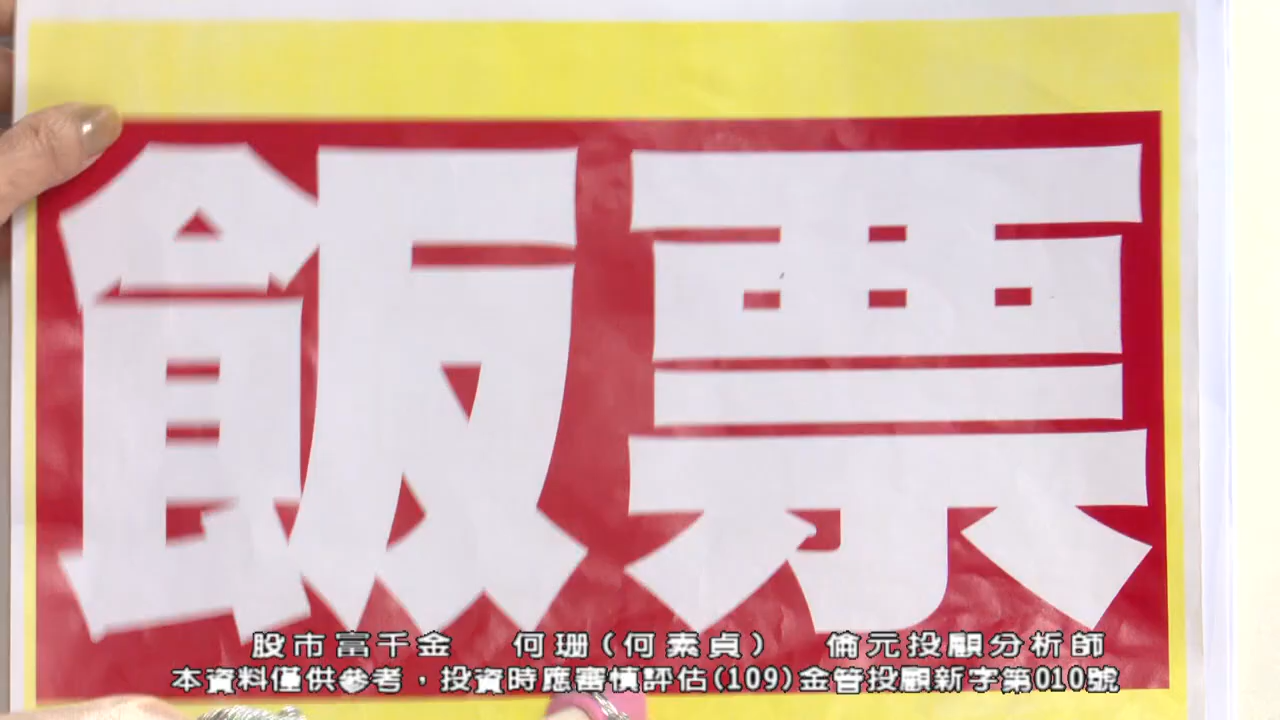 飯票
股市富千金 何珊(何素貞) 倫元投顧分析師
本資料僅供參考，投資時應審慎評估(109)金管投顧新字第010號